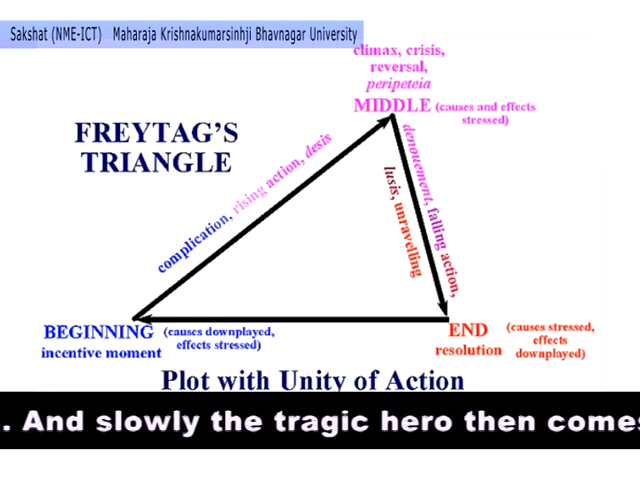 Sakshat (NME-ICT) Maharaja Krishnakumarsinhji Bhavnagar University
climax, crisis,
reversal,
peripeteia
MIDDLE (causes and effects
stressed)
FREYTAG'S
TRIANGLE
complication, rising action, desis
denouement, falling action,
lusis, unravelling
BEGINNING (causes downplayed,
effects stressed)
incentive moment
END (causes stressed,
effects
downplayed)
resolution
Plot with Unity of Action
. And slowly the tragic hero then comes